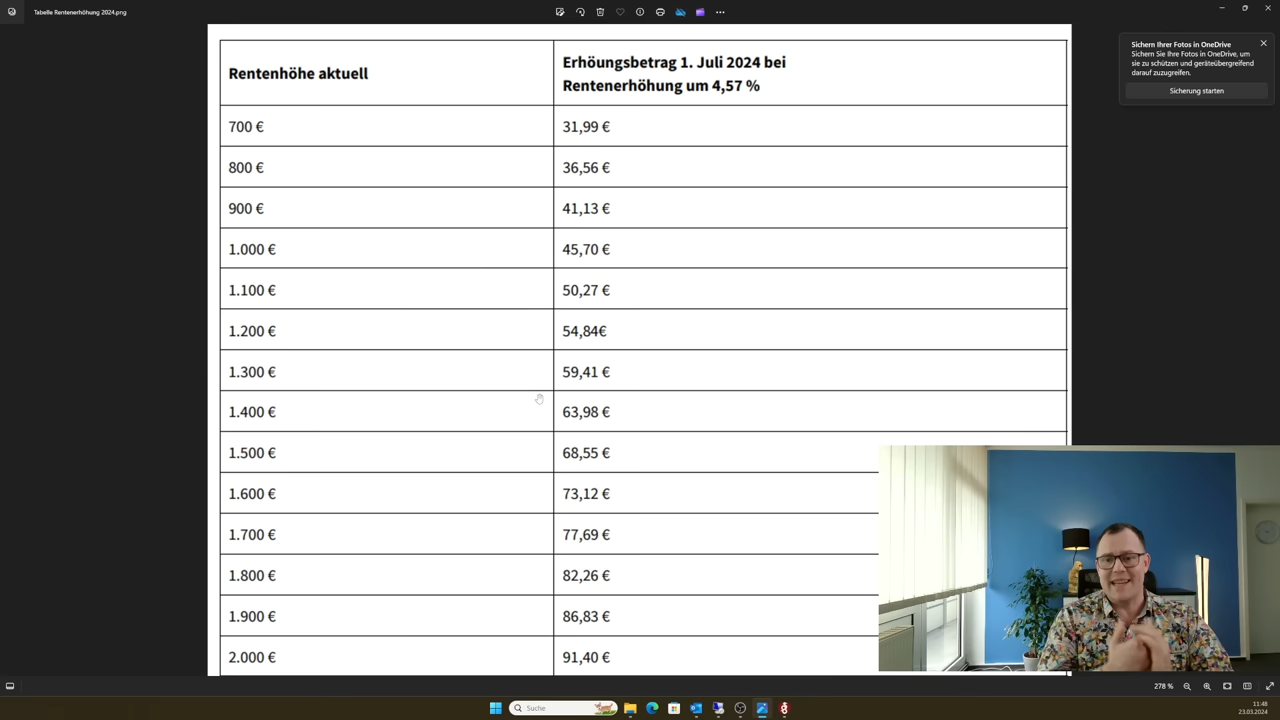 Tabelle Rentenerhöhung 2024.png
Sichern Ihrer Fotos in OneDrive
Sichern Sie Ihre Fotos in OneDrive, um
sie zu schützen und geräteübergreifend
darauf zuzugreifen.
Sicherung starten
Rentenhöhe aktuell
Erhöungsbetrag 1. Juli 2024 bei
Rentenerhöhung um 4,57 %
700 € 31,99 €
800 € 36,56 €
900 € 41,13 €
1.000 € 45,70 €
1.100 € 50,27 €
1.200 € 54,84€
1.300 € 59,41 €
1.400 € 63,98 €
1.500 € 68,55 €
1.600 € 73,12 €
1.700 € 77,69 €
1.800 € 82,26 €
1.900 € 86,83 €
2.000 € 91,40 €
278 %
Suche
11:48
23.03.2024